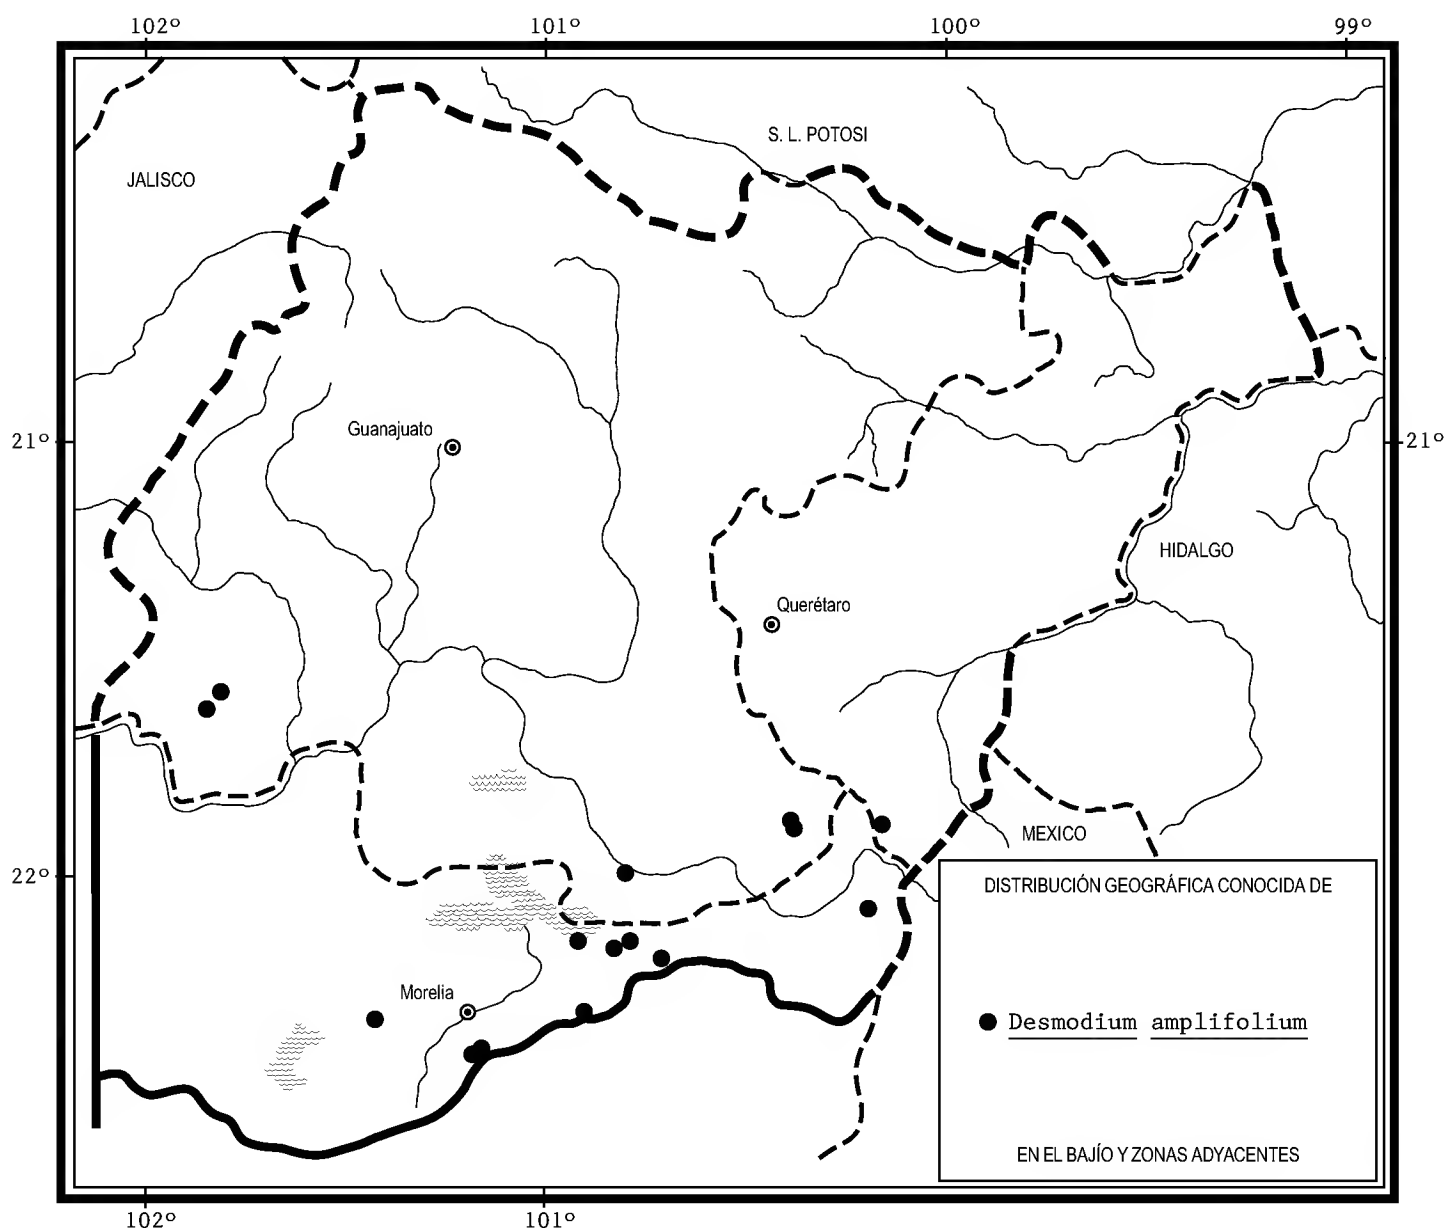 102º 101º 100º 99º
S. L. POTOSI
JALISCO
Guanajuato
21º 21º
HIDALGO
Querétaro
MEXICO
22º
DISTRIBUCIÓN GEOGRÁFICA CONOCIDA DE
Morelia
Desmodium amplifolium
EN EL BAJÍO Y ZONAS ADYACENTES
102º 101º